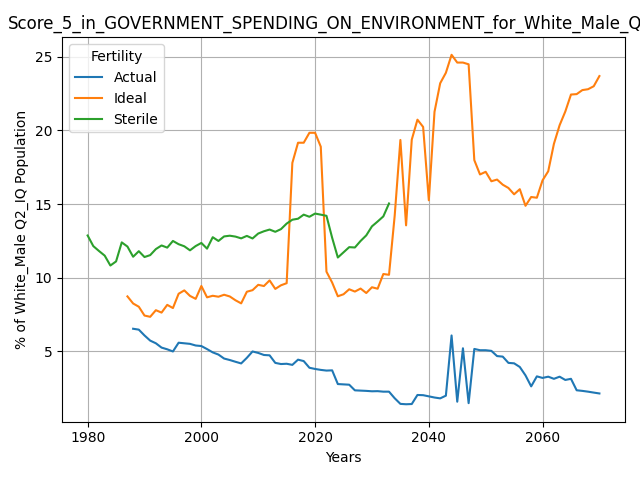 Score_5_in_GOVERNMENT_SPENDING_ON_ENVIRONMENT_for_White_Male_Q
Fertility
Actual
Ideal
Sterile
25
20
15
10
5
% of White_Male Q2_IQ Population
1980 2000 2020 2040 2060
Years